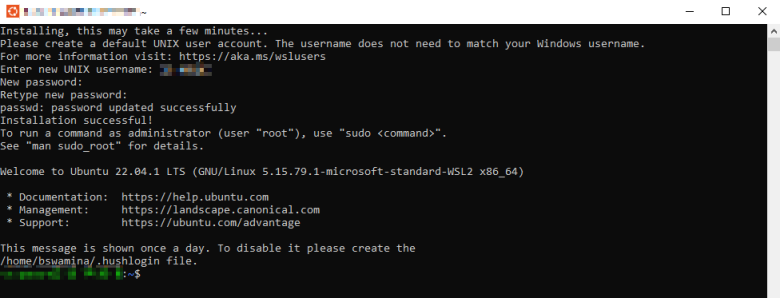 ~
Installing, this may take a few minutes...
Please create a default UNIX user account. The username does not need to match your Windows username.
For more information visit: https://aka.ms/wslusers
Enter new UNIX username:
New password:
Retype new password:
passwd: password updated successfully
Installation successful!
To run a command as administrator (user "root"), use "sudo <command>".
See "man sudo_root" for details.
Welcome to Ubuntu 22.04.1 LTS (GNU/Linux 5.15.79.1-microsoft-standard-WSL2 x86_64)
* Documentation:  https://help.ubuntu.com
* Management:     https://landscape.canonical.com
* Support:        https://ubuntu.com/advantage
This message is shown once a day. To disable it please create the
/home/bswamina/.hushlogin file.
:~$